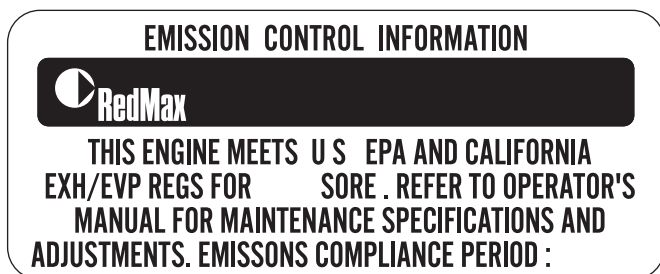 EMISSION CONTROL INFORMATION
RedMax
THIS ENGINE MEETS U S EPA AND CALIFORNIA
EXH/EVP REGS FOR SORE . REFER TO OPERATOR'S
MANUAL FOR MAINTENANCE SPECIFICATIONS AND
ADJUSTMENTS. EMISSONS COMPLIANCE PERIOD :